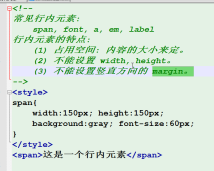 <!--
常见行内元素:
span, font, a, em, label
行内元素的特点:
(1) 占用空间: 内容的大小来定。
(2) 不能设置 width, height。
(3) 不能设置竖直方向的 margin。
-->
<style>
span{
width:150px; height:150px;
background:gray; font-size:60px;
}
</style>
<span>这是一个行内元素</span>